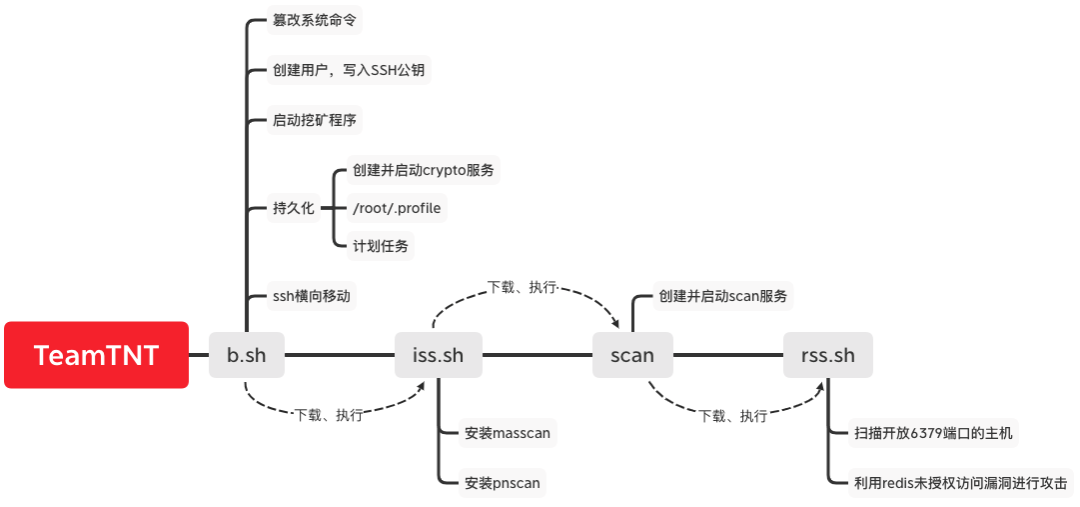 篡改系统命令
创建用户，写入SSH公钥
启动挖矿程序
创建并启动crypto服务
持久化
/root/.profile
计划任务
ssh横向移动
下载、执行
创建并启动scan服务
TeamTNT
b.sh
iss.sh
scan
rss.sh
下载、执行
下载、执行
安装masscan
扫描开放6379端口的主机
安装pnscan
利用redis未授权访问漏洞进行攻击